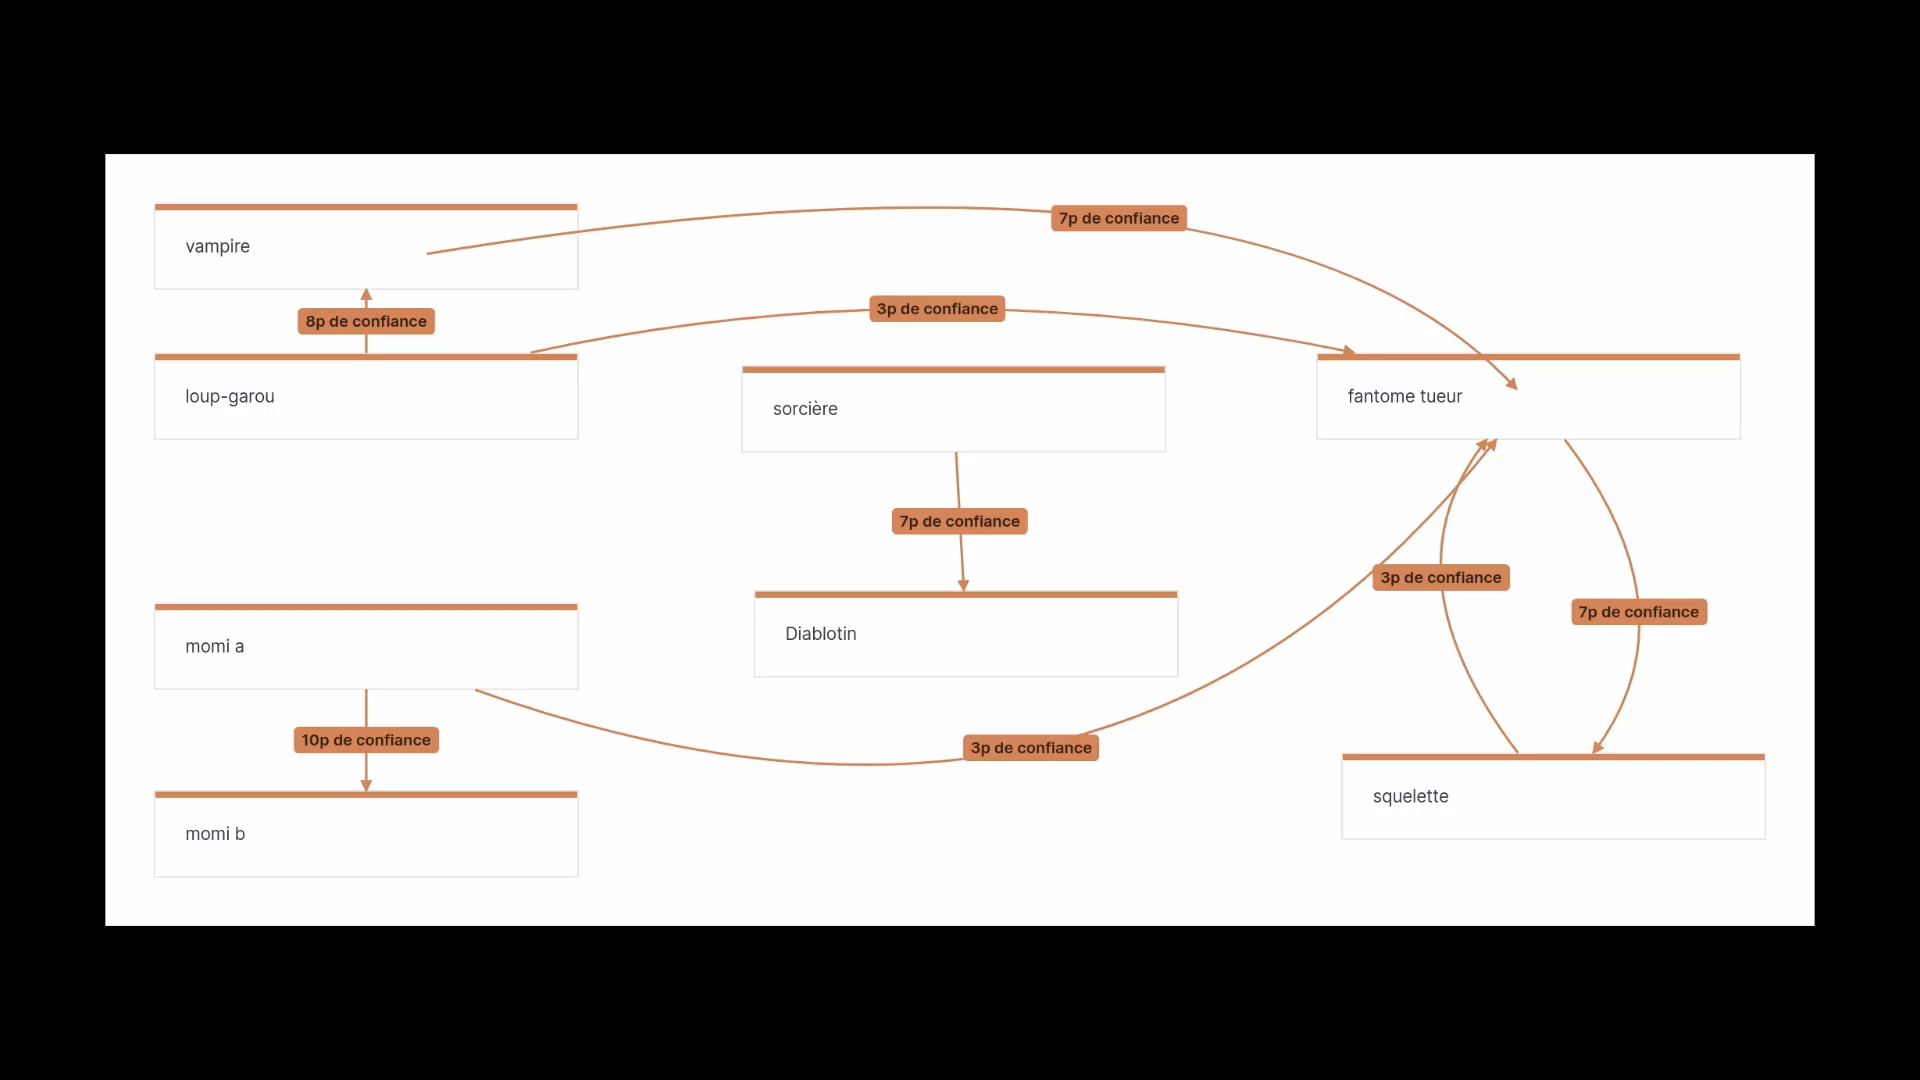 vampire
7p de confiance
8p de confiance
3p de confiance
loup-garou
sorcière
fantome tueur
7p de confiance
3p de confiance
7p de confiance
momi a
Diablotin
10p de confiance
3p de confiance
squelette
momi b